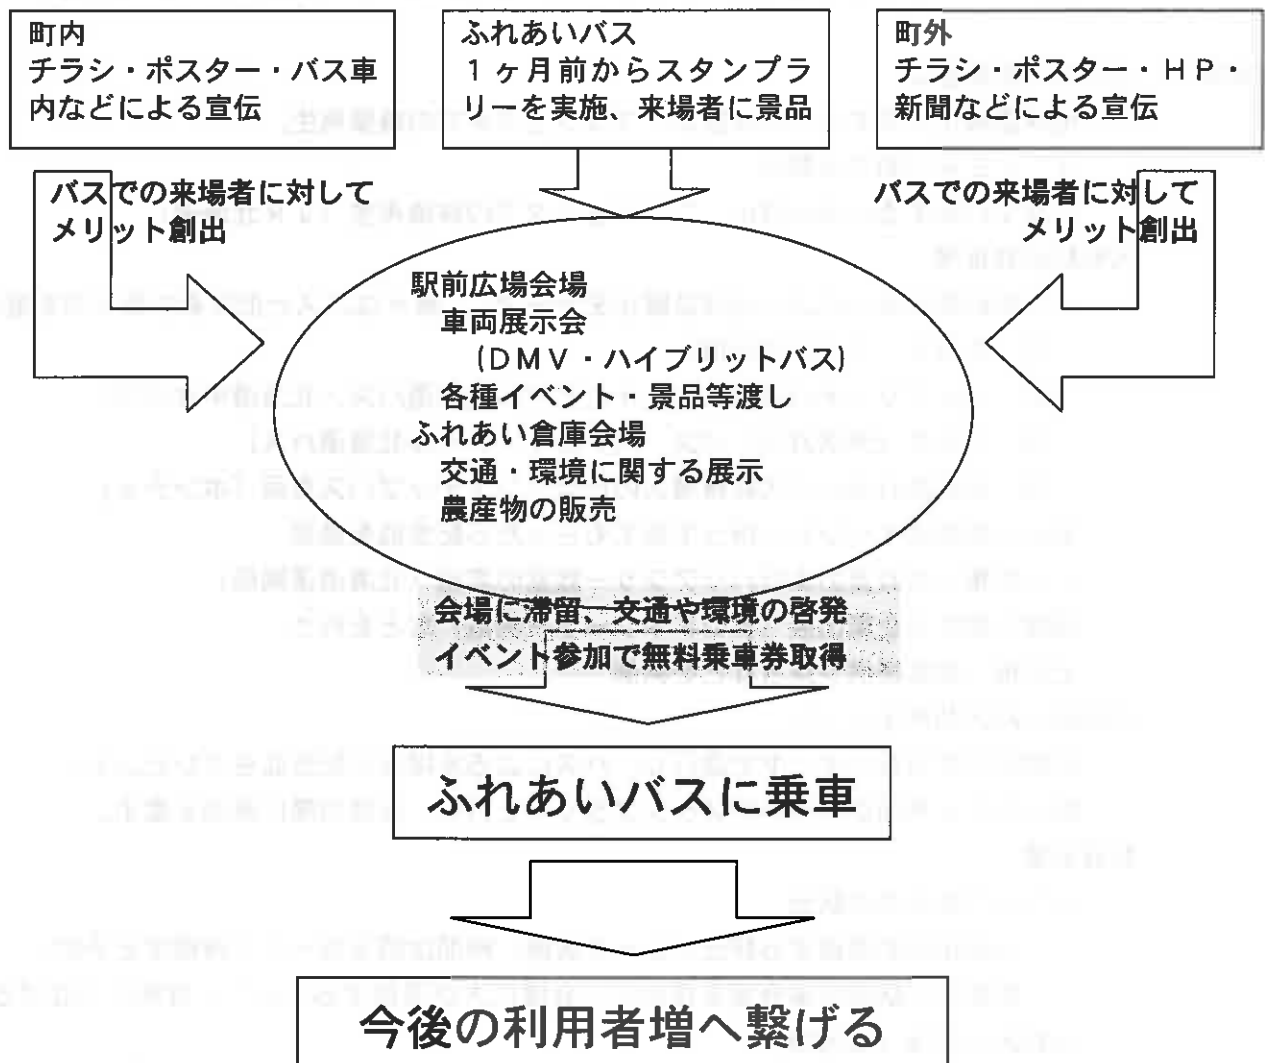 町内
チラシ・ポスター・バス車
内などによる宣伝
ふれあいバス
１ヶ月前からスタンプラ
リーを実施、来場者に景品
町外
チラシ・ポスター・ＨＰ・
新聞などによる宣伝
バスでの来場者に対して
メリット創出
バスでの来場者に対して
メリット創出
駅前広場会場
車両展示会
（ＤＭＶ・ハイブリットバス）
各種イベント・景品等渡し
ふれあい倉庫会場
交通・環境に関する展示
農産物の販売
会場に滞留―交通や環境の啓発
イベント参加で無料乗車券取得
ふれあいバスに乗車
今後の利用者増へ繋げる